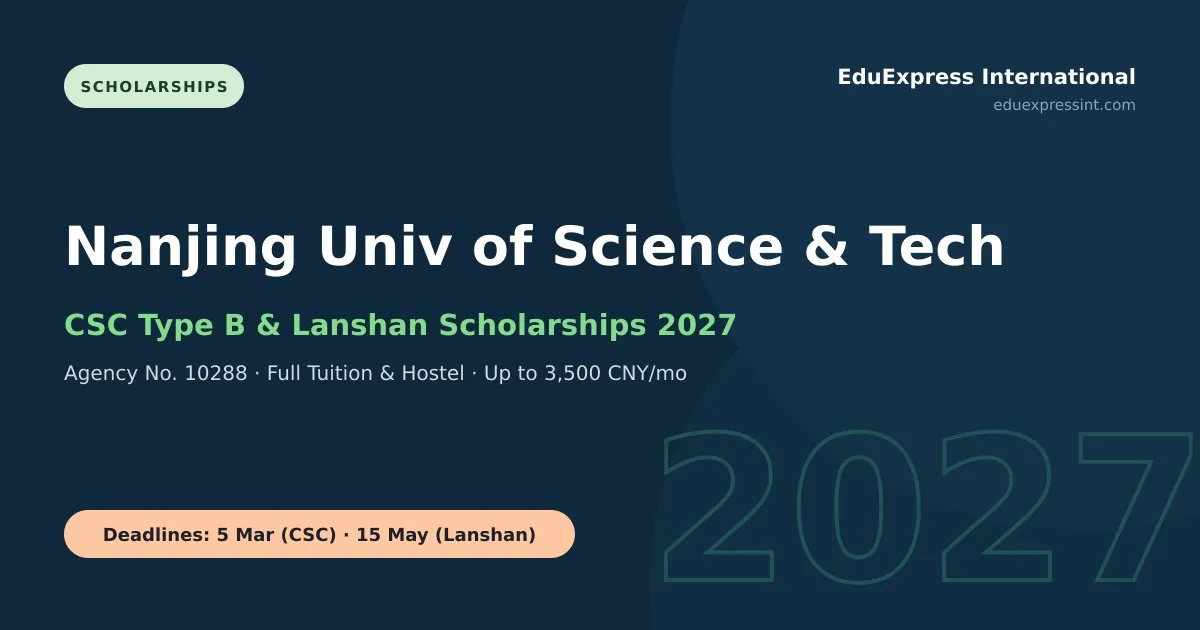 SCHOLARSHIPS
EduExpress International
eduexpressint.com
Nanjing Univ of Science & Tech
CSC Type B & Lanshan Scholarships 2027
Agency No. 10288 · Full Tuition & Hostel · Up to 3,500 CNY/mo
2027
Deadlines: 5 Mar (CSC) · 15 May (Lanshan)